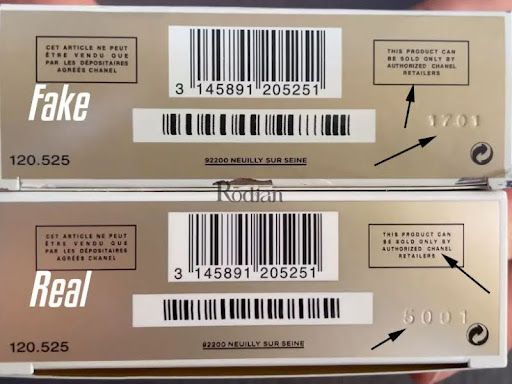 CET ARTICLE NE PEUT
ÊTRE VENDU QUE
PAR LES DÉPOSITAIRES
AGRÉÉS CHANEL
THIS PRODUCT CAN
BE SOLD ONLY BY
AUTHORIZED CHANEL
RETAILERS
3 145891 205251
Fake
1701
120.525
92200 NEUILLY SUR SEINE
Rodfan
CET ARTICLE NE PEUT
ÊTRE VENDU QUE
PAR LES DÉPOSITAIRES
AGRÉÉS CHANEL
THIS PRODUCT CAN
BE SOLD ONLY BY
AUTHORIZED CHANEL
RETAILERS
3 145891 205251
Real
5001
120.525
92200 NEUILLY SUR SEINE